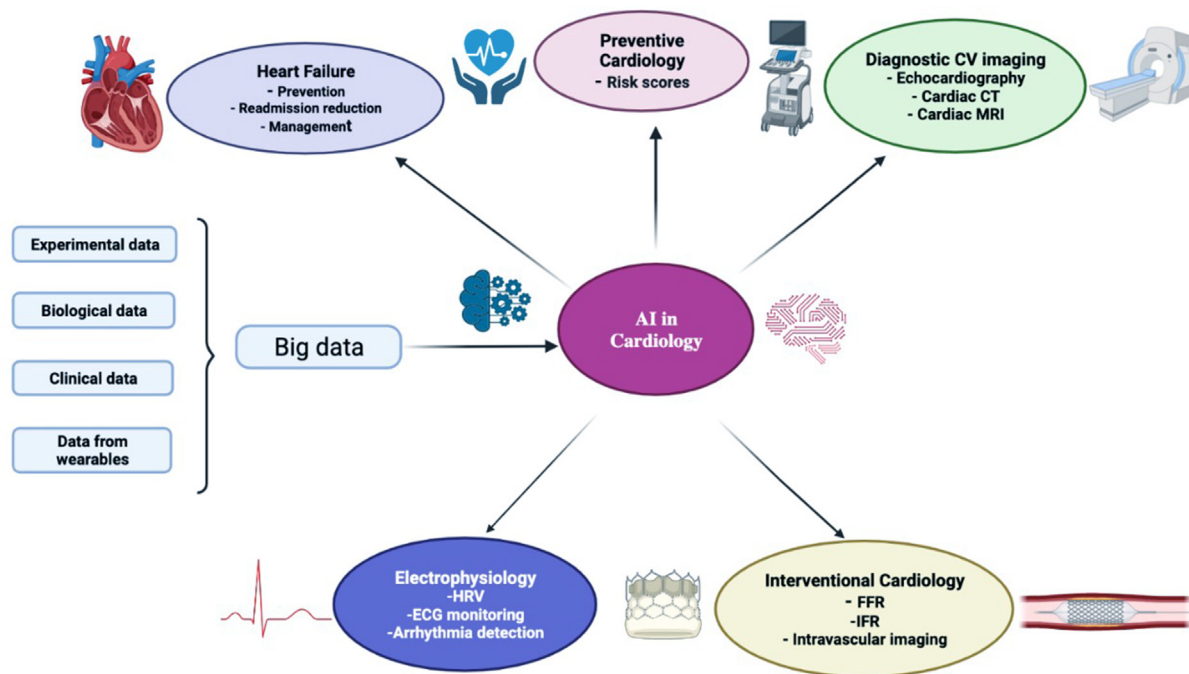 Heart Failure
- Prevention
-Readmission reduction
- Management
Preventive
Cardiology
- Risk scores
Diagnostic CV imaging
- Echocardiography
- Cardiac CT
- Cardiac MRI
Experimental data
Biological data
Clinical data
Data from
wearables
Big data
AI in
Cardiology
Electrophysiology
-HRV
-ECG monitoring
-Arrhythmia detection
Interventional Cardiology
- FFR
-IFR
- Intravascular imaging